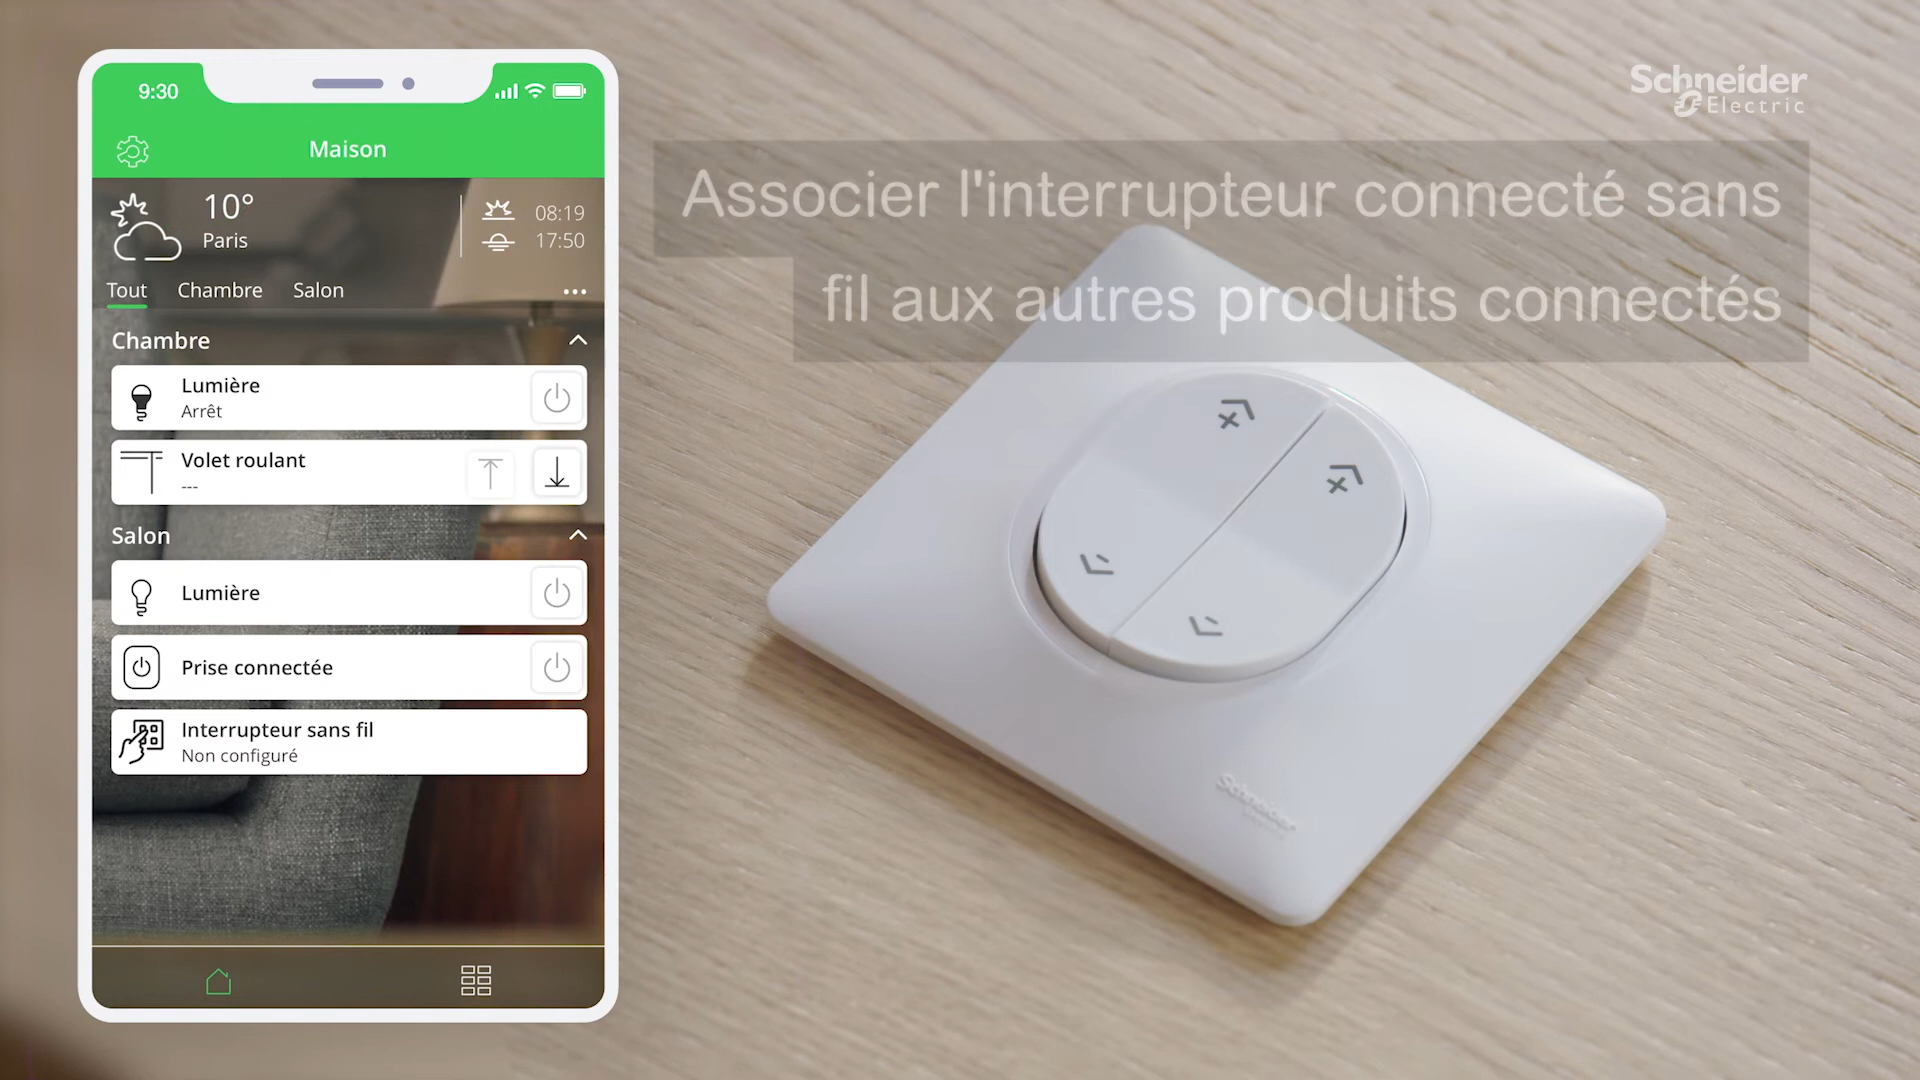 9:30
Maison
10°
Paris
08:19
17:50
Tout Chambre Salon
Chambre
Lumière
Arrêt
Volet roulant
---
Salon
Lumière
Prise connectée
Interrupteur sans fil
Non configuré
Schneider
Electric
Associer l'interrupteur connecté sans
fil aux autres produits connectés
Schneider